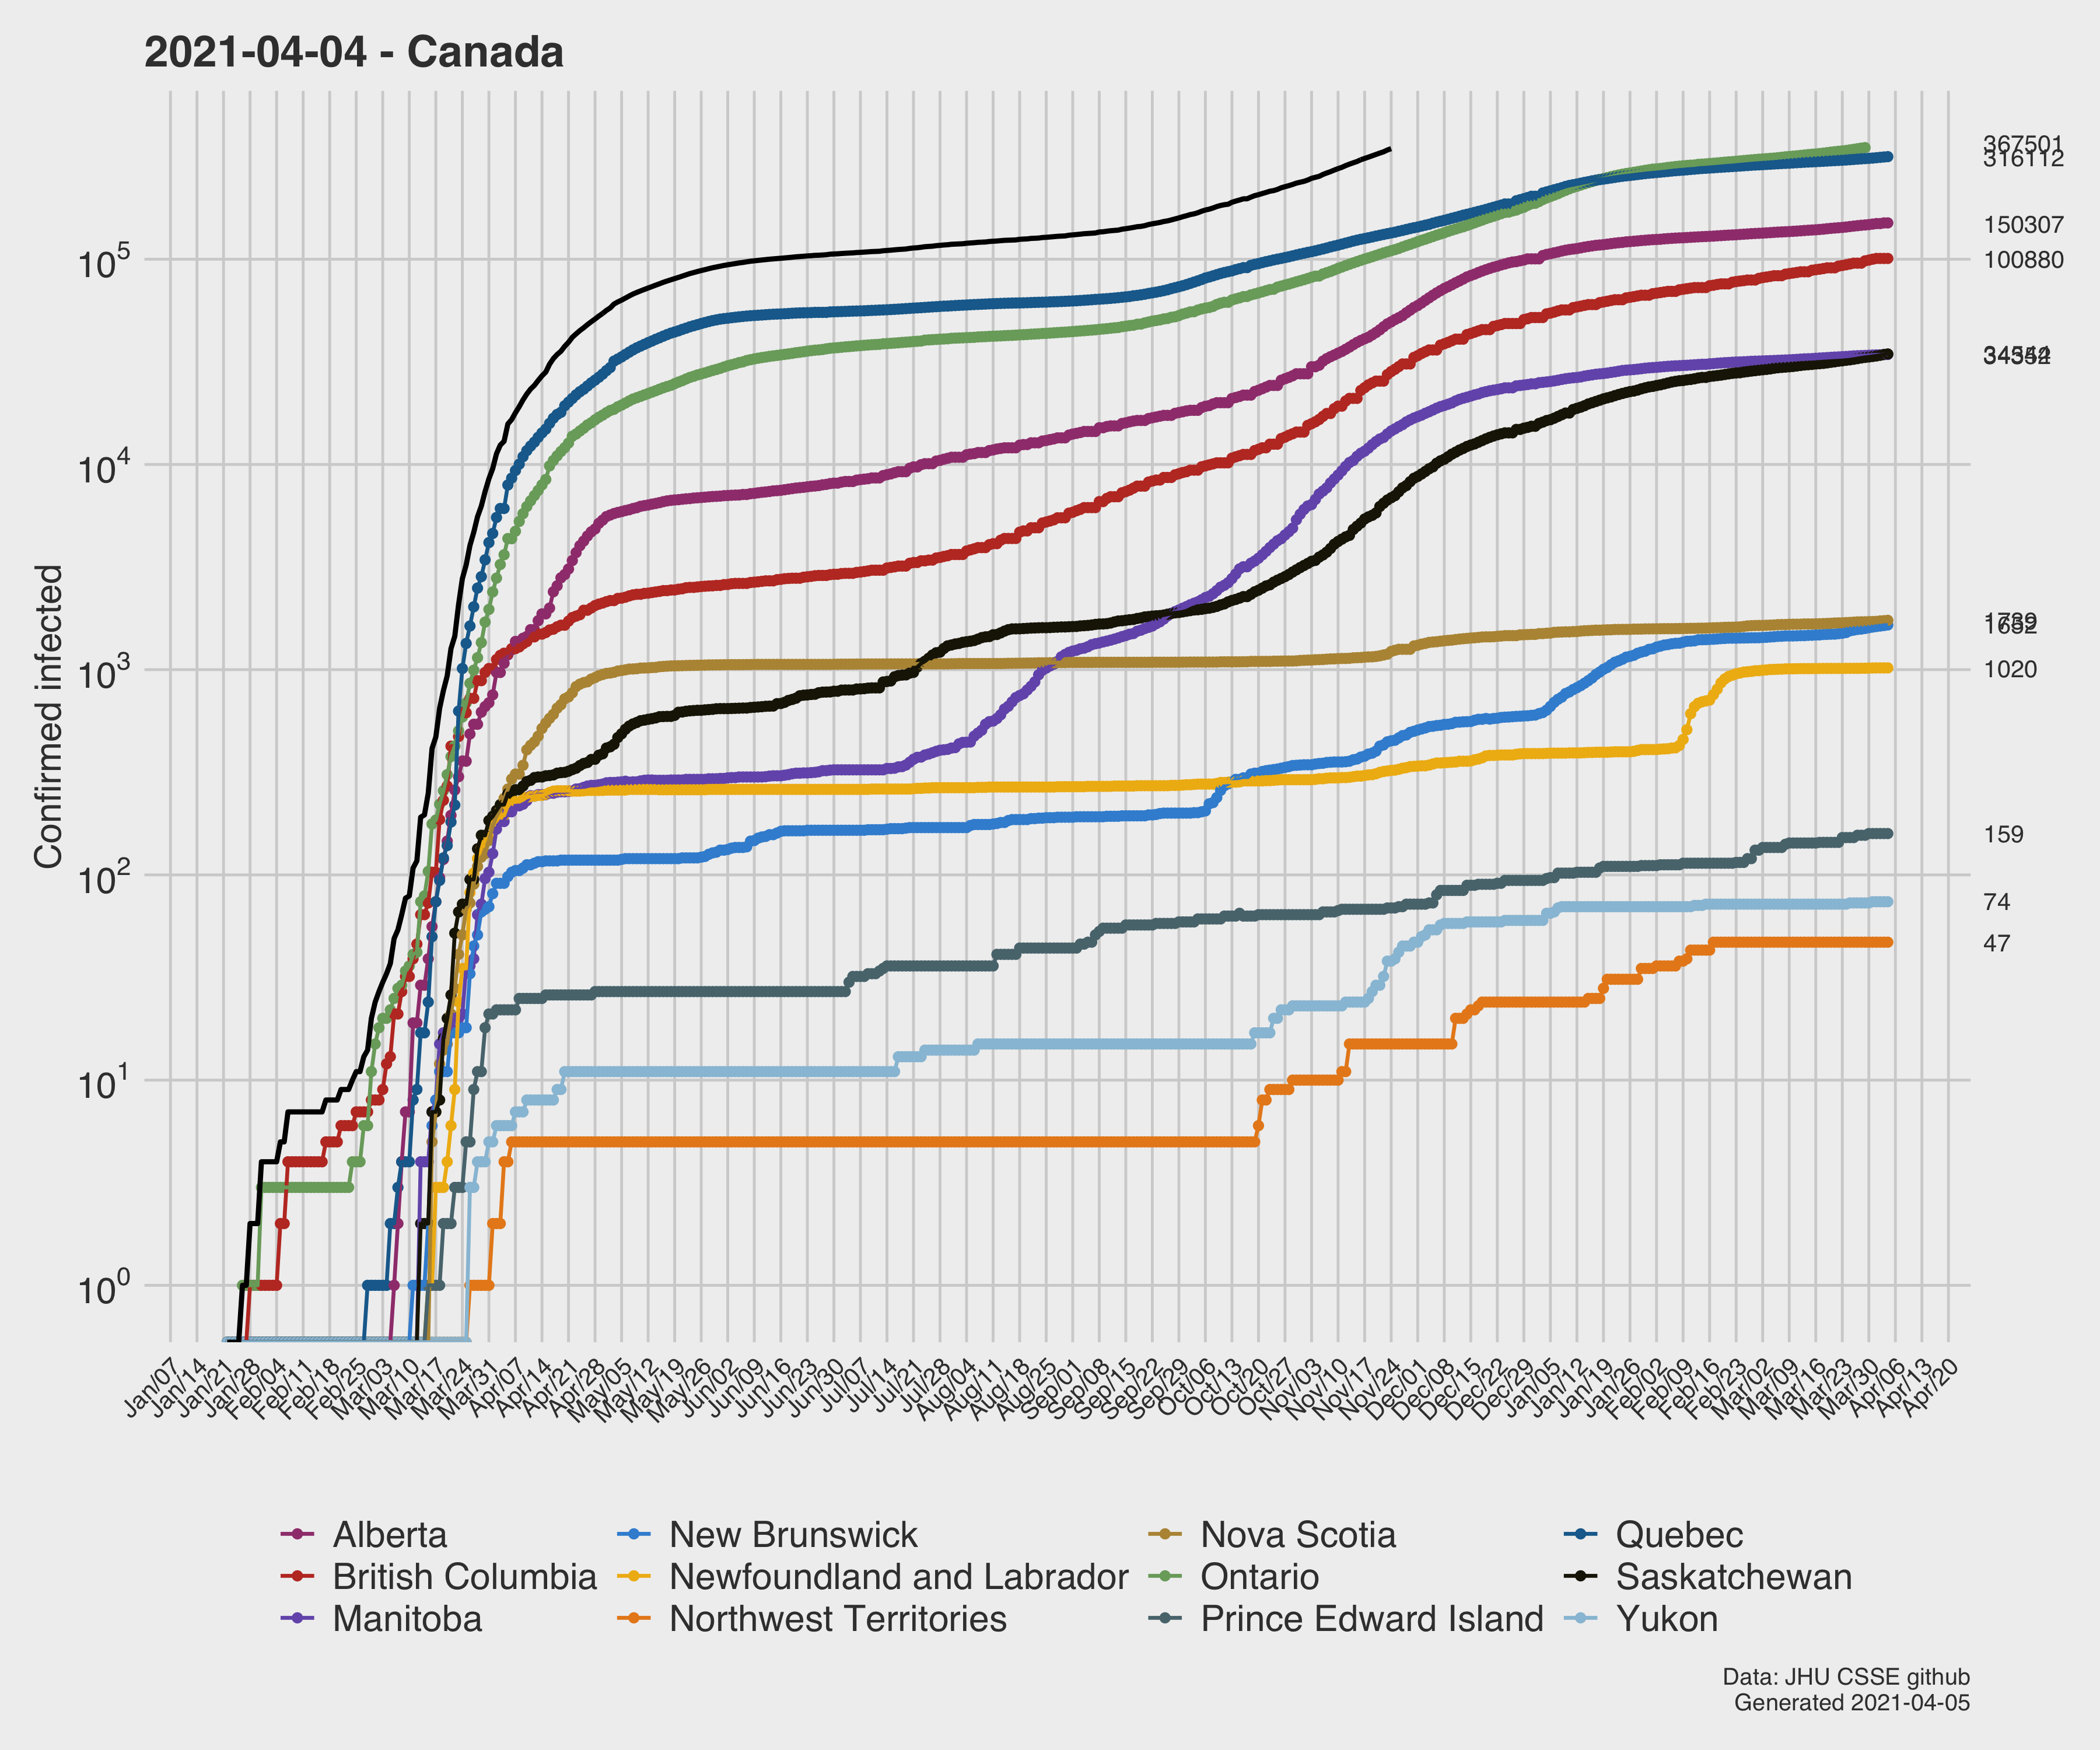 2021-04-04 - Canada
Confirmed infected
10^5
10^4
10^3
10^2
10^1
10^0
367501
316112
150307
100880
1020
159
74
47
Jan/07
Jan/14
Jan/21
Jan/28
Feb/04
Feb/11
Feb/18
Feb/25
Mar/03
Mar/10
Mar/17
Mar/24
Mar/31
Apr/07
Apr/14
Apr/21
Apr/28
May/05
May/12
May/19
May/26
Jun/02
Jun/09
Jun/16
Jun/23
Jun/30
Jul/07
Jul/14
Jul/21
Jul/28
Aug/04
Aug/11
Aug/18
Aug/25
Sep/01
Sep/08
Sep/15
Sep/22
Sep/29
Oct/06
Oct/13
Oct/20
Oct/27
Nov/03
Nov/10
Nov/17
Nov/24
Dec/01
Dec/08
Dec/15
Dec/22
Dec/29
Jan/05
Jan/12
Jan/19
Jan/26
Feb/02
Feb/09
Feb/16
Feb/23
Mar/02
Mar/09
Mar/16
Mar/23
Mar/30
Apr/06
Apr/13
Apr/20
Alberta
British Columbia
Manitoba
New Brunswick
Newfoundland and Labrador
Northwest Territories
Nova Scotia
Ontario
Prince Edward Island
Quebec
Saskatchewan
Yukon
Data: JHU CSSE github
Generated 2021-04-05